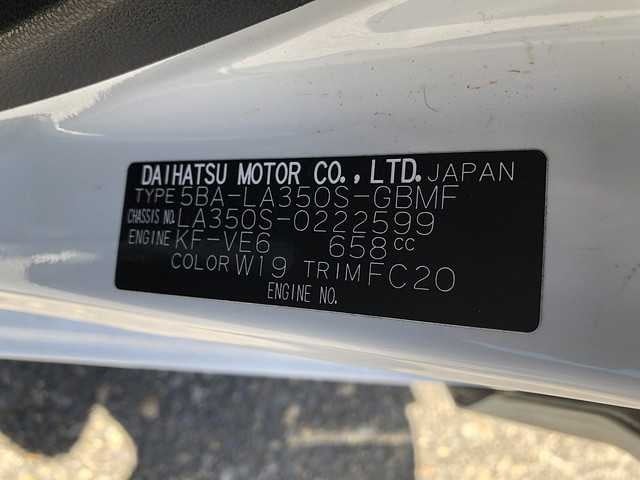 DAIHATSU MOTOR CO., LTD. JAPAN
TYPE 5BA-LA350S-GBMF
CHASSIS NO. LA350S-0222599
ENGINE KF-VE6 658cc
COLOR W19 TRIM FC20
ENGINE NO.